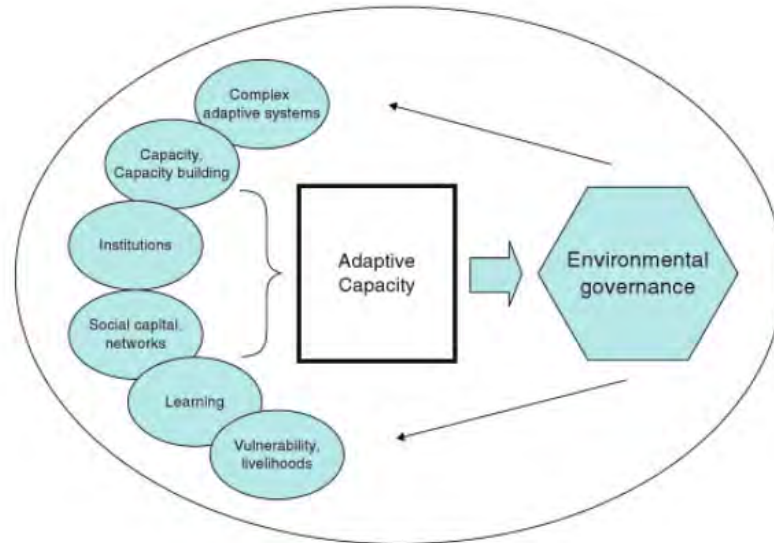 Complex
adaptive systems
Capacity,
Capacity building
Institutions
Social capital,
networks
Learning
Vulnerability,
livelihoods
Adaptive
Capacity
Environmental
governance